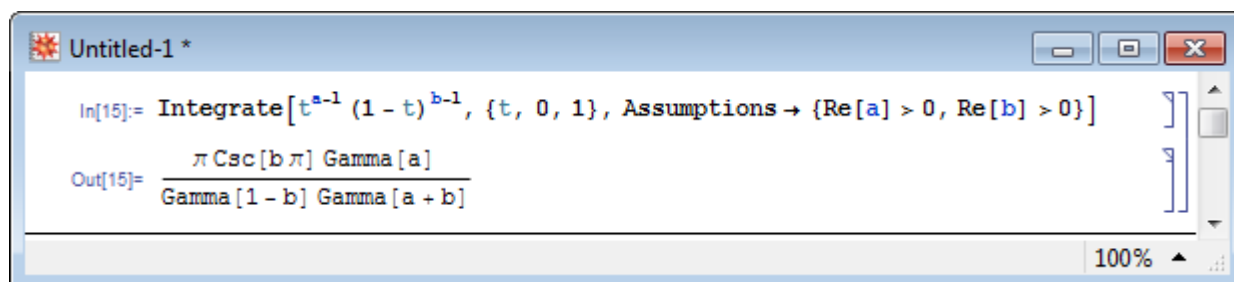 Untitled-1 *
In[15]:= Integrate[t^(a-1) (1 - t)^(b-1), {t, 0, 1}, Assumptions → {Re[a] > 0, Re[b] > 0}]
π Csc[b π] Gamma[a]
Out[15]=
Gamma[1 - b] Gamma[a + b]
100%